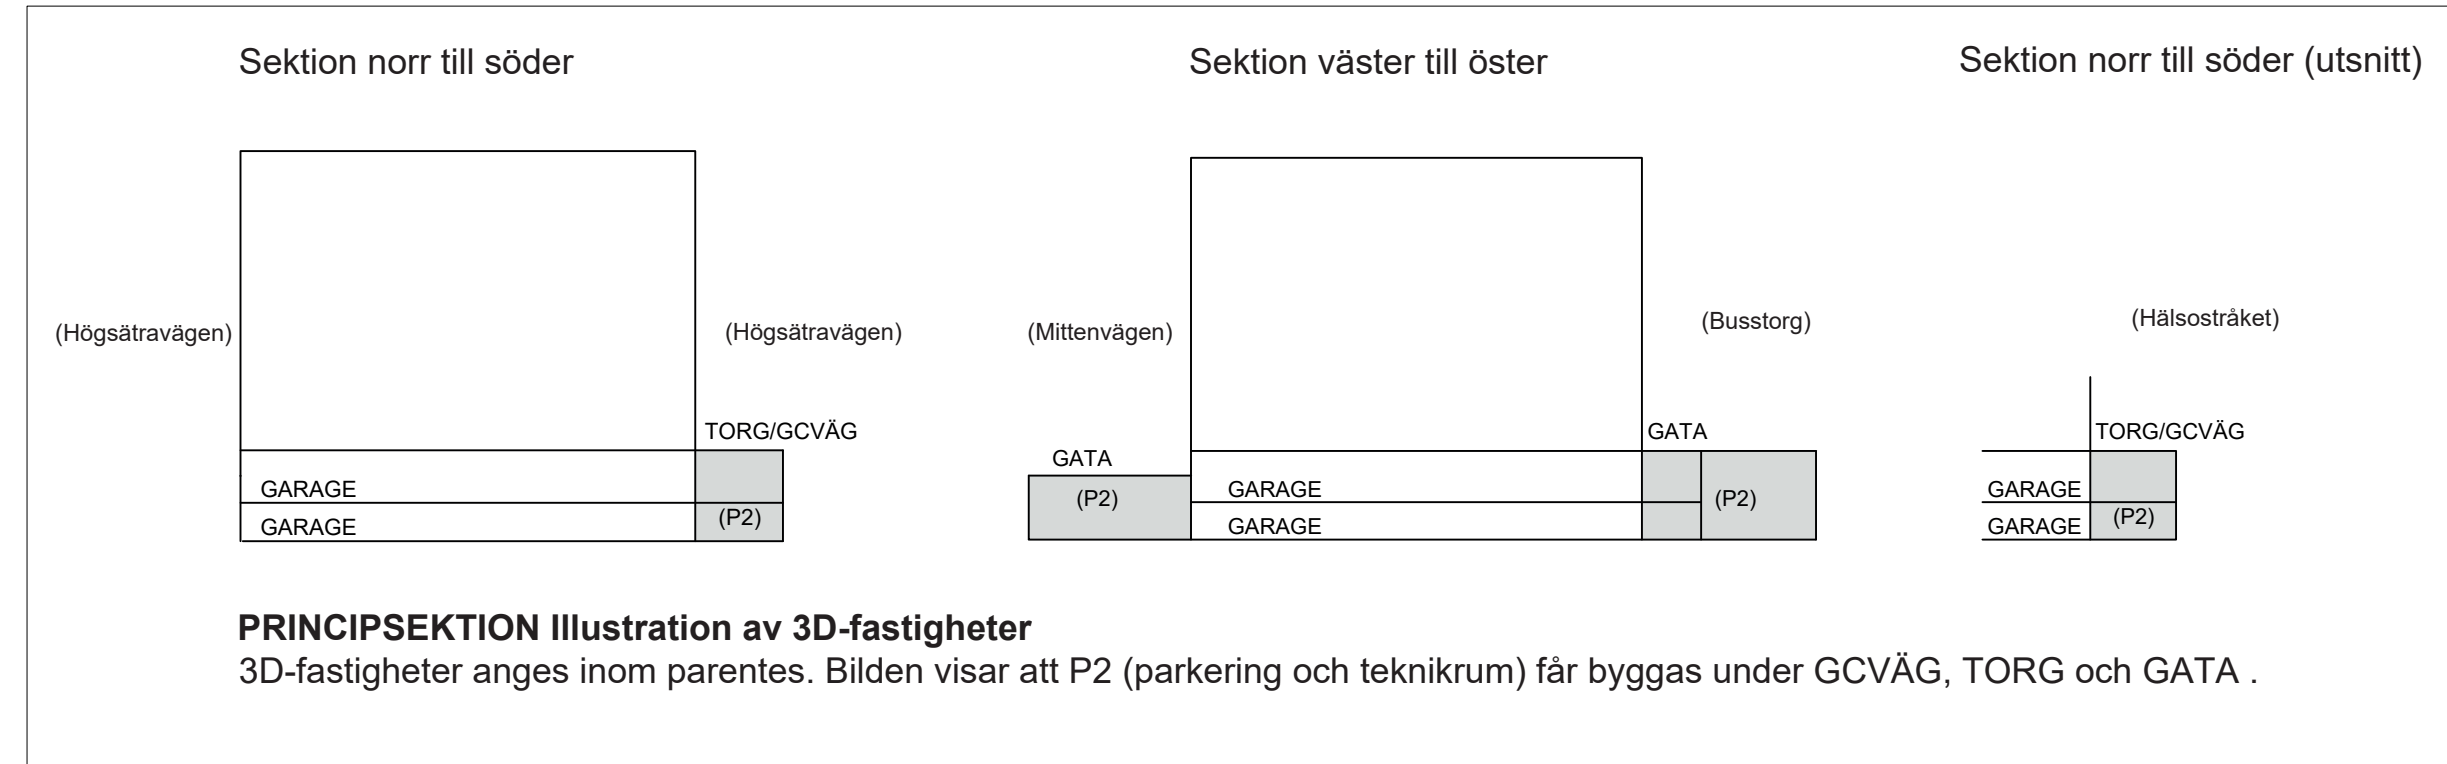 Sektion norr till söder
(Högsätravägen)
(Högsätravägen)
TORG/GCVÄG
GARAGE
GARAGE
(P2)
Sektion väster till öster
(Mittenvägen)
(Busstorg)
GATA
GATA
(P2)
GARAGE
GARAGE
(P2)
Sektion norr till söder (utsnitt)
(Hälsostråket)
TORG/GCVÄG
GARAGE
GARAGE
(P2)
PRINCIPSEKTION Illustration av 3D-fastigheter
3D-fastigheter anges inom parentes. Bilden visar att P2 (parkering och teknikrum) får byggas under GCVÄG, TORG och GATA .